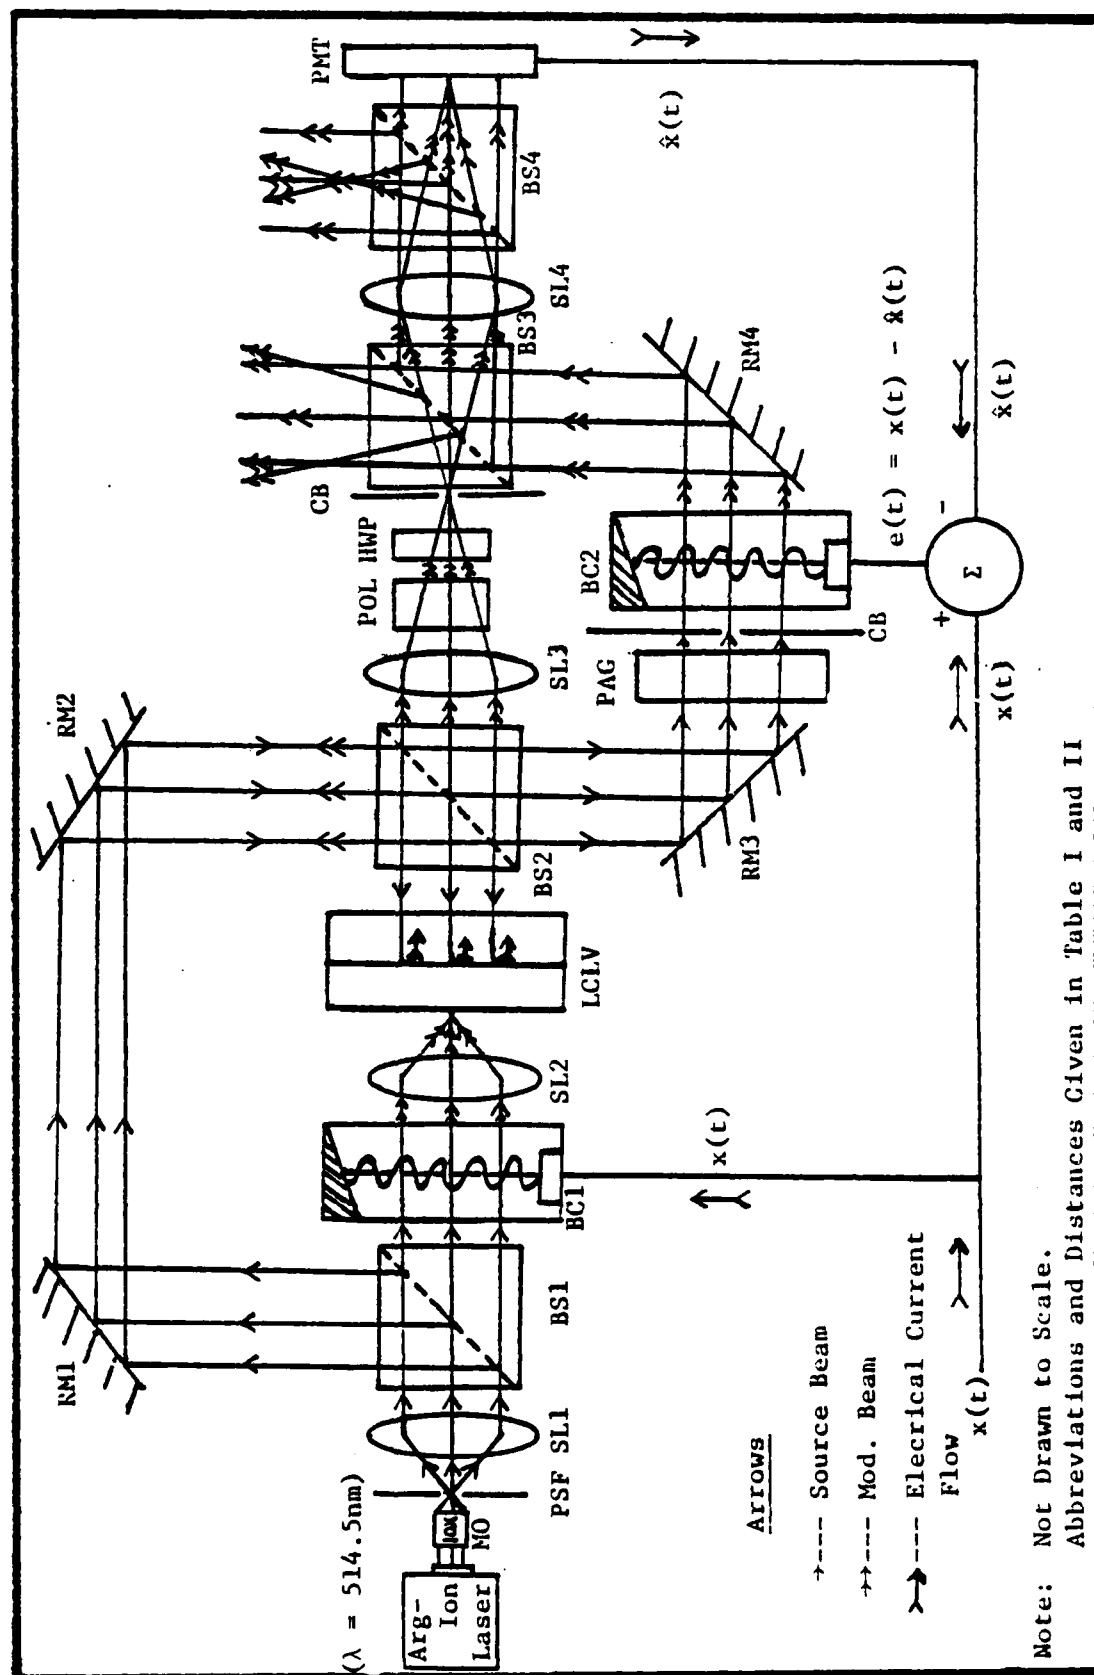 (λ = 514.5nm)
Arg-
Ion
Laser
10X
MO
PSF
SL1
BS1
RM1
BC1
SL2
LCLV
BS2
RM2
SL3
POL
HWP
CB
BS3
SL4
BS4
PMT
RM3
PAG
CB
BC2
RM4
x̂(t)
x(t)
e(t) = x(t) - x̂(t)
+
-
Σ
x(t)
x̂(t)
x(t)
Arrows
→---- Source Beam
↠---- Mod. Beam
---- Elecrical Current
Flow
Note: Not Drawn to Scale.
Abbreviations and Distances Given in Table I and II